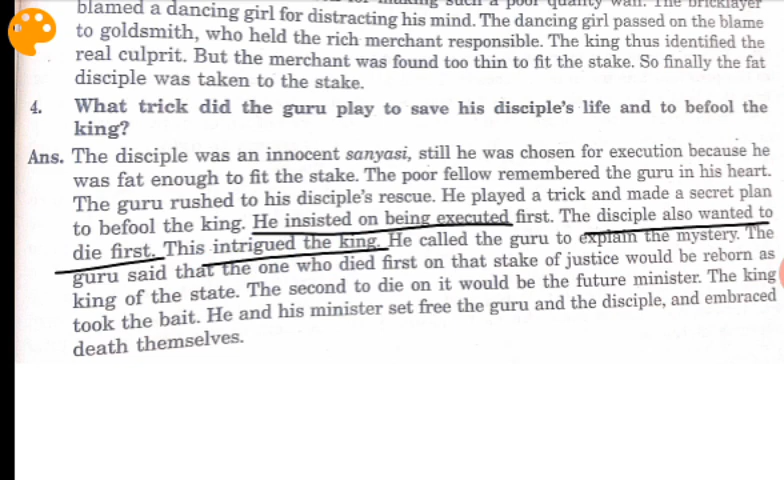 blamed a dancing girl for distracting his mind. The dancing girl passed on the blame
to goldsmith, who held the rich merchant responsible. The king thus identified the
real culprit. But the merchant was found too thin to fit the stake. So finally the fat
disciple was taken to the stake.
4. What trick did the guru play to save his disciple's life and to befool the
king?
Ans. The disciple was an innocent sanyasi, still he was chosen for execution because he
was fat enough to fit the stake. The poor fellow remembered the guru in his heart.
The guru rushed to his disciple's rescue. He played a trick and made a secret plan
to befool the king. He insisted on being executed first. The disciple also wanted to
die first. This intrigued the king. He called the guru to explain the mystery. The
guru said that the one who died first on that stake of justice would be reborn as
king of the state. The second to die on it would be the future minister. The king
took the bait. He and his minister set free the guru and the disciple, and embraced
death themselves.